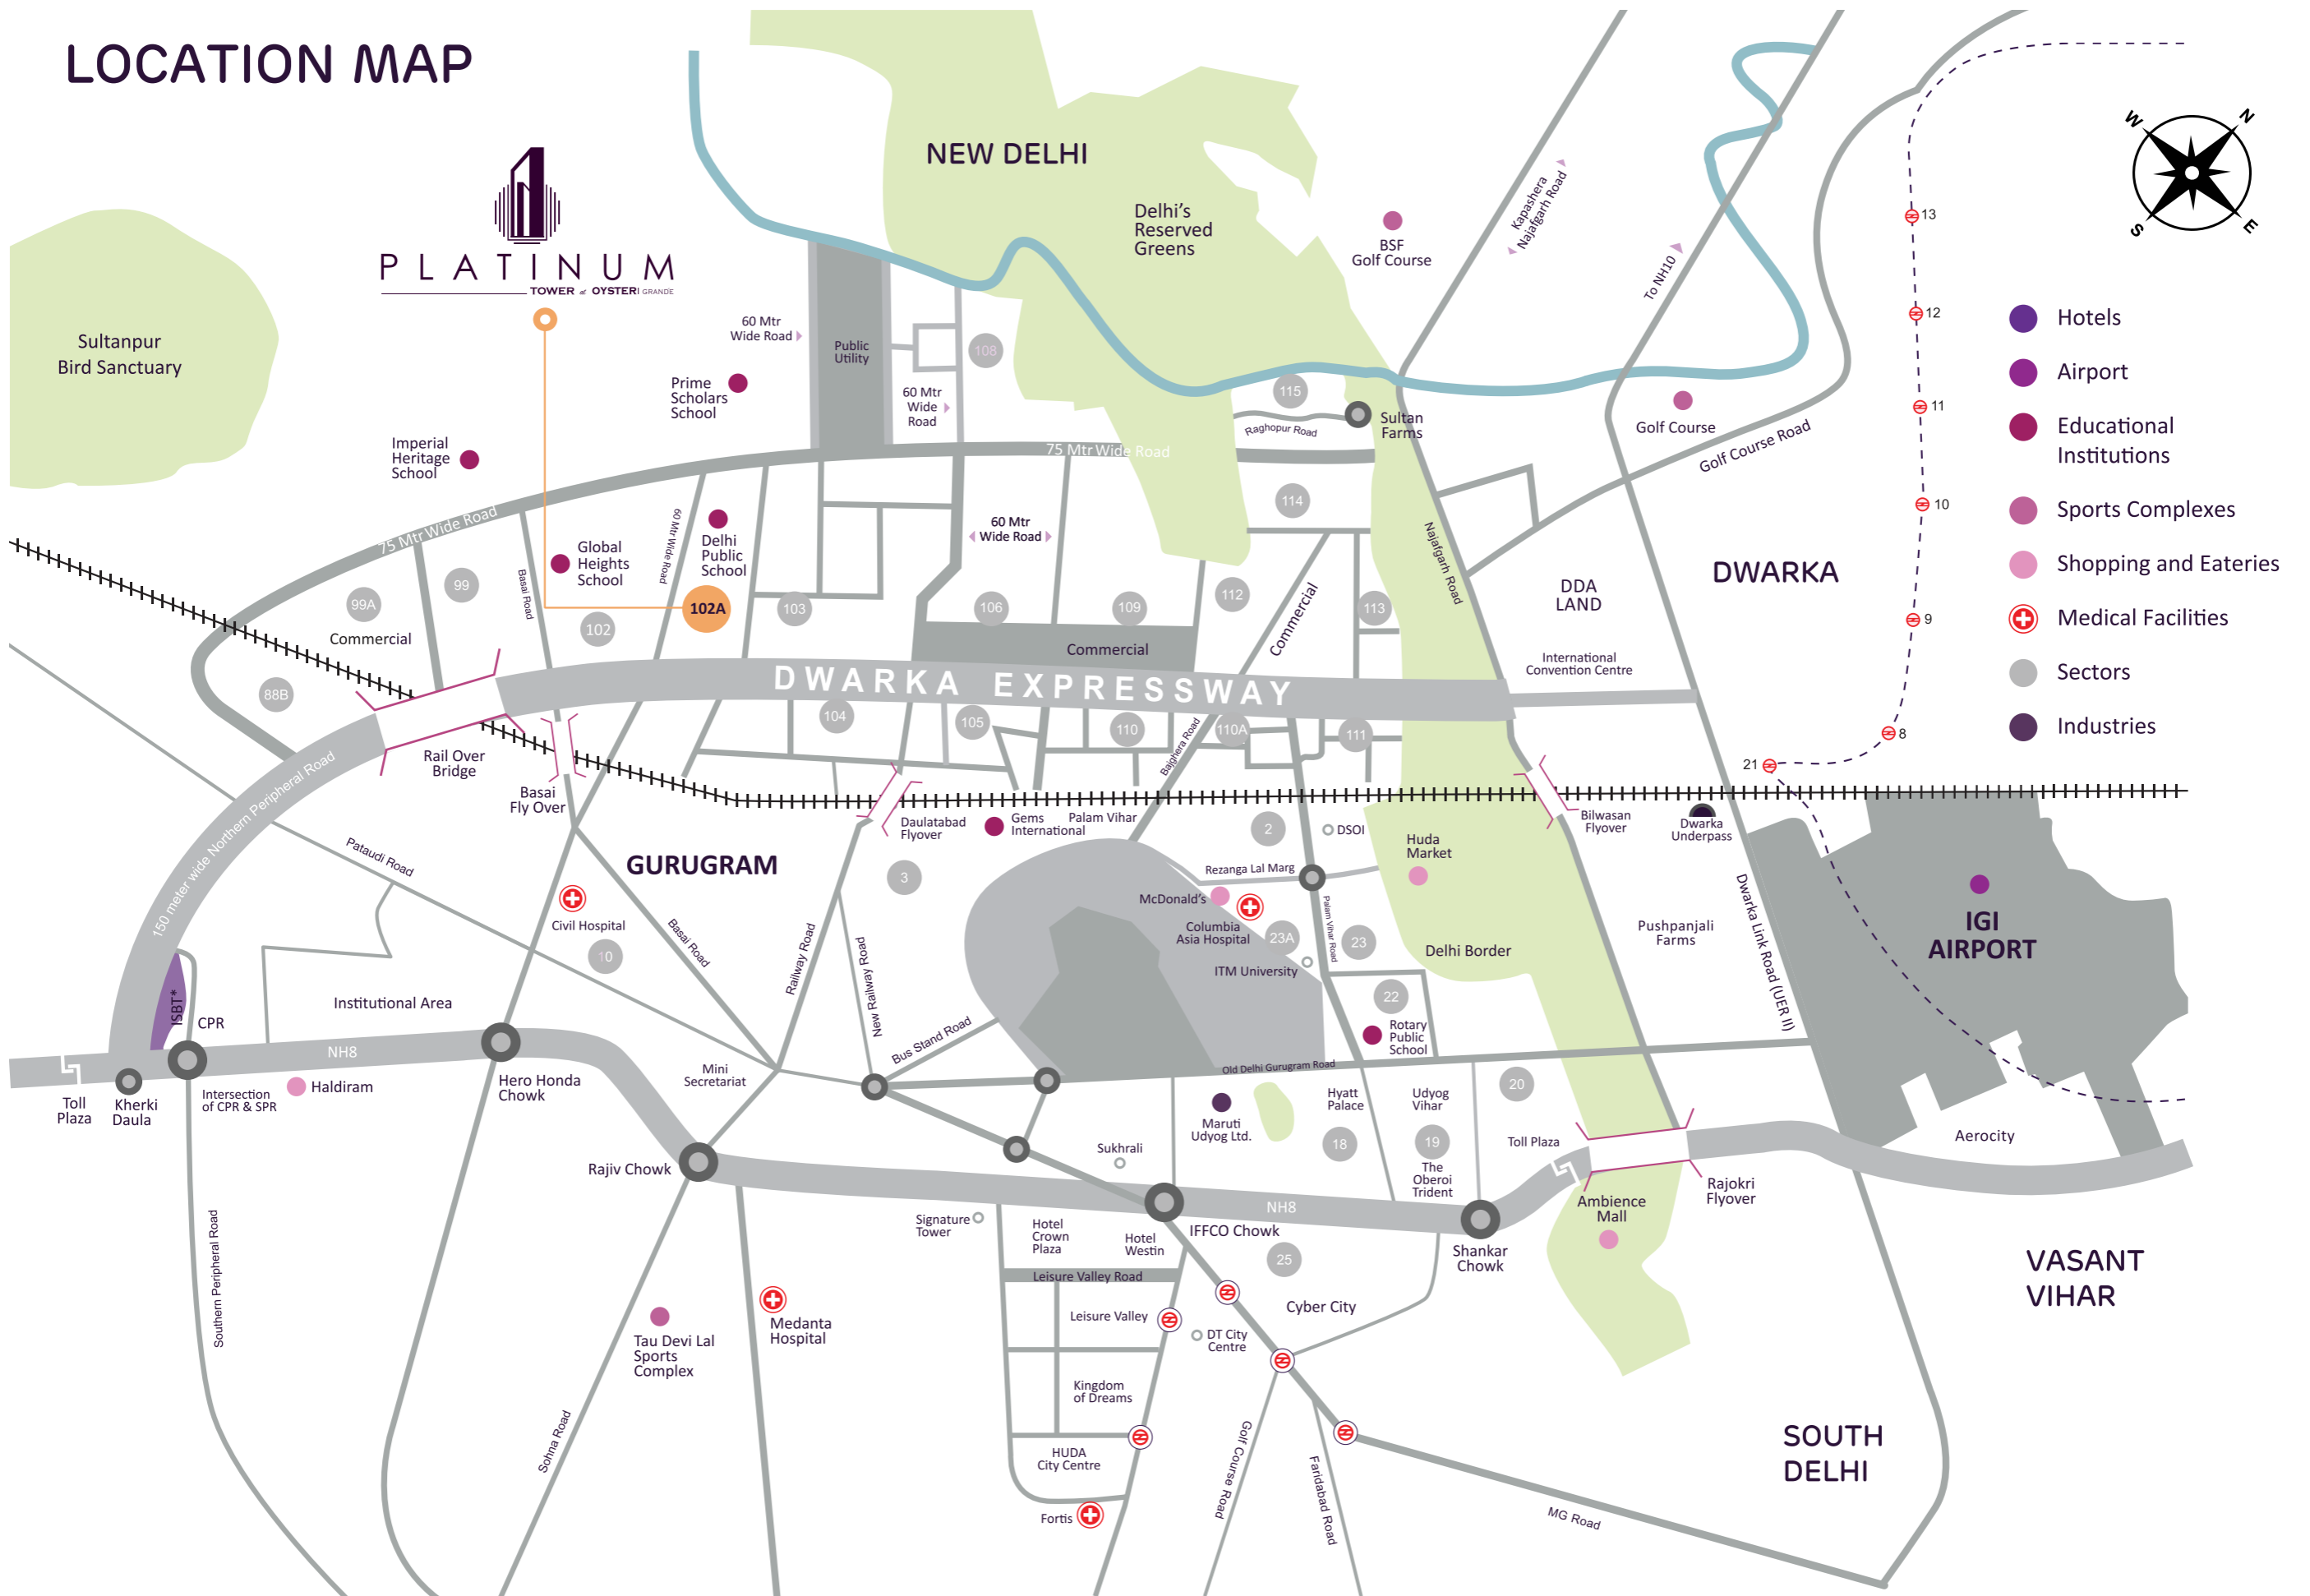 LOCATION MAP
PLATINUM
TOWER at OYSTER GRANDE
NEW DELHI
Delhi's
Reserved
Greens
BSF
Golf Course
Kapashera
Najafgarh Road
To NH10
W
N
S
E
13
12
11
10
9
8
21
Hotels
Airport
Educational
Institutions
Sports Complexes
Shopping and Eateries
Medical Facilities
Sectors
Industries
Sultanpur
Bird Sanctuary
60 Mtr
Wide Road
Public
Utility
108
60 Mtr
Wide
Road
Prime
Scholars
School
Imperial
Heritage
School
115
Raghopur Road
Sultan
Farms
Golf Course
Golf Course Road
75 Mtr Wide Road
75 Mtr Wide Road
114
60 Mtr
Wide Road
60 Mtr Wide Road
Delhi
Public
School
Global
Heights
School
Basai Road
99A
99
Commercial
102
102A
103
106
109
112
113
Commercial
Commercial
Najafgarh Road
DDA
LAND
DWARKA
International
Convention Centre
88B
DWARKA EXPRESSWAY
104
105
110
110A
111
Bajghera Road
Rail Over
Bridge
Basai
Fly Over
150 meter wide Northern Peripheral Road
Pataudi Road
GURUGRAM
Daulatabad
Flyover
Gems
International
Palam Vihar
2
DSOI
Huda
Market
Bilwasan
Flyover
Dwarka
Underpass
3
Rezanga Lal Marg
McDonald's
Columbia
Asia Hospital
23A
23
Palam Vihar Road
ITM University
Delhi Border
Pushpanjali
Farms
Dwarka Link Road (UER II)
IGI
AIRPORT
Civil Hospital
10
Basai Road
Railway Road
New Railway Road
Bus Stand Road
Institutional Area
ISBT*
CPR
NH8
22
Rotary
Public
School
Old Delhi Gurugram Road
Toll
Plaza
Kherki
Daula
Intersection
of CPR & SPR
Haldiram
Hero Honda
Chowk
Mini
Secretariat
Maruti
Udyog Ltd.
Hyatt
Palace
18
Udyog
Vihar
19
The
Oberoi
Trident
20
Toll Plaza
Aerocity
Sukhrali
Rajiv Chowk
Rajokri
Flyover
Ambience
Mall
NH8
Signature
Tower
Hotel
Crown
Plaza
Hotel
Westin
IFFCO Chowk
25
Shankar
Chowk
Leisure Valley Road
Leisure Valley
DT City
Centre
Cyber City
VASANT
VIHAR
Southern Peripheral Road
Tau Devi Lal
Sports
Complex
Medanta
Hospital
Kingdom
of Dreams
HUDA
City Centre
Fortis
Sohna Road
Golf Course Road
Faridabad Road
MG Road
SOUTH
DELHI